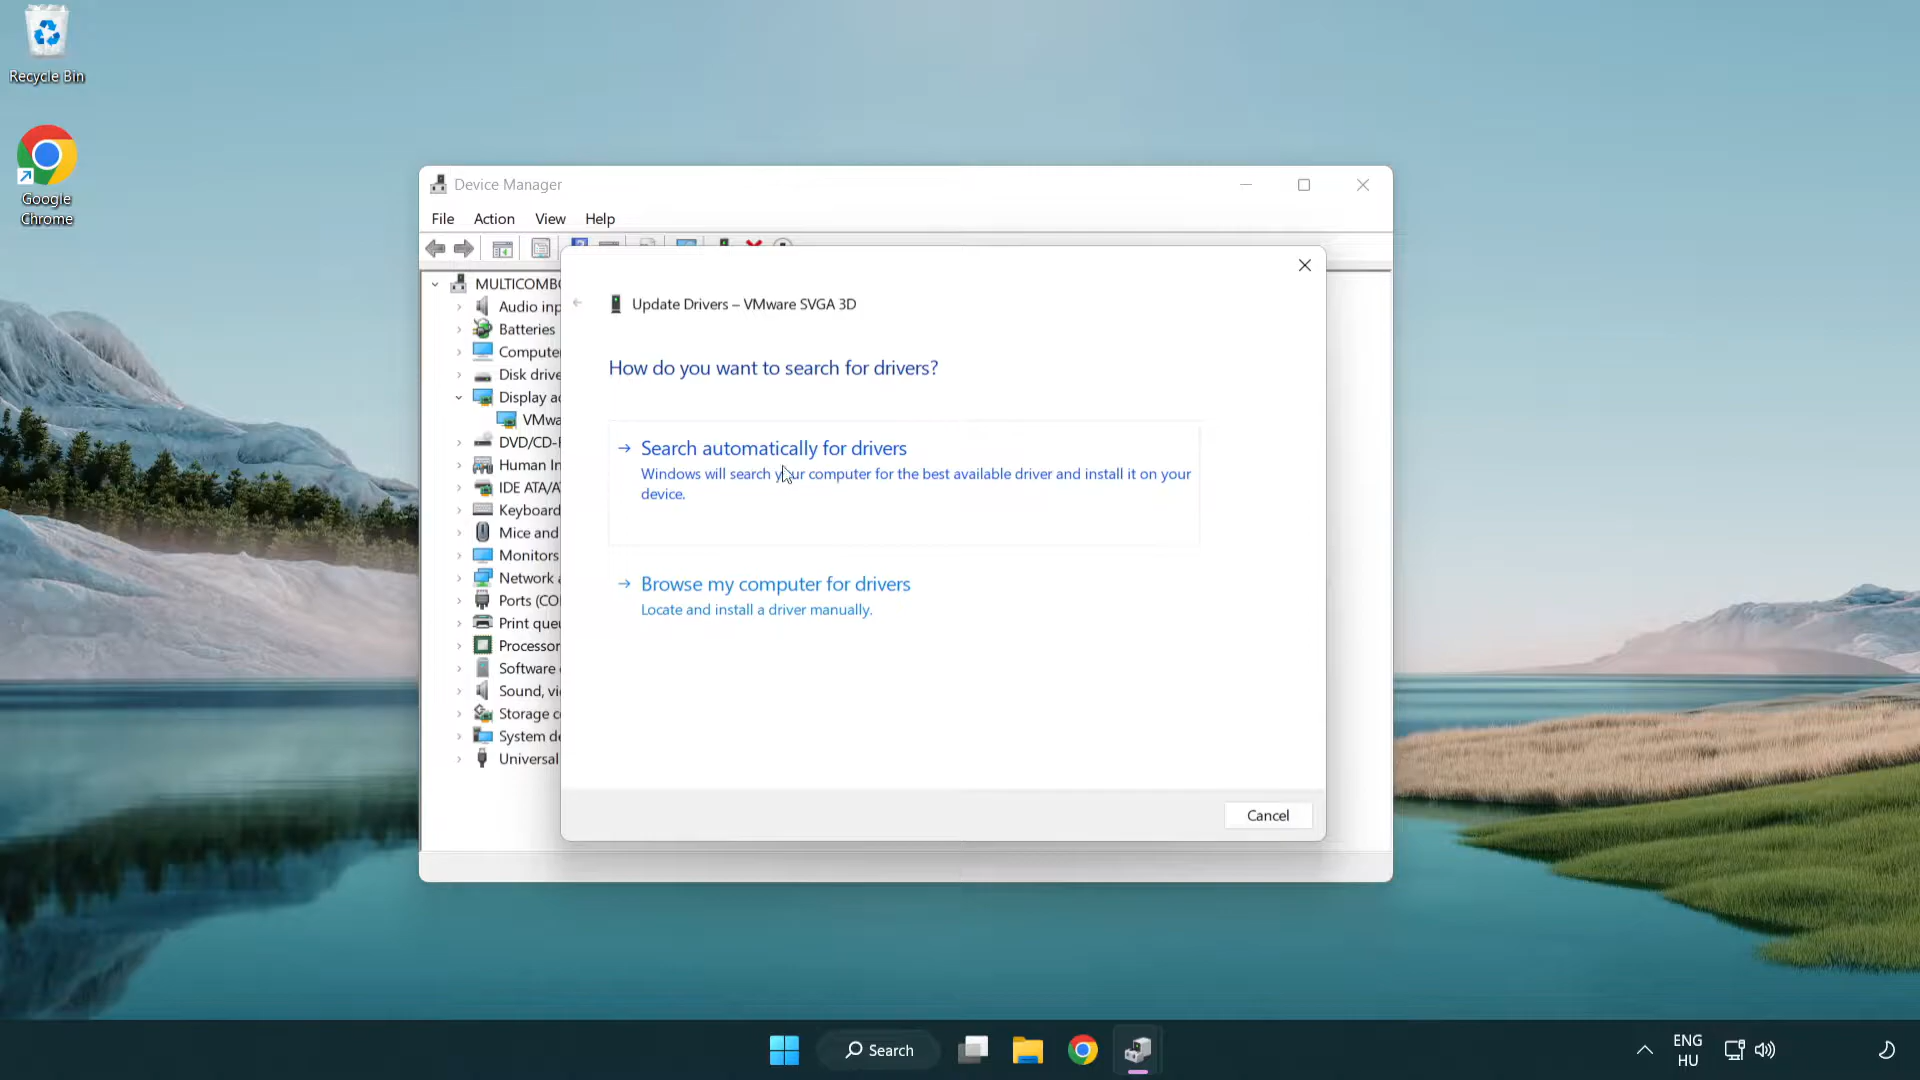 Recycle Bin
Google
Chrome
Device Manager
File Action View Help
MULTICOMB
Audio inp
Batteries
Compute
Disk drive
Display a
VMwa
DVD/CD-
Human In
IDE ATA/A
Keyboard
Mice and
Monitors
Network a
Ports (CO
Print queu
Processor
Software
Sound, vi
Storage c
System de
Universal
Update Drivers – VMware SVGA 3D
How do you want to search for drivers?
Search automatically for drivers
Windows will search your computer for the best available driver and install it on your
device.
Browse my computer for drivers
Locate and install a driver manually.
Cancel
Search
ENG
HU